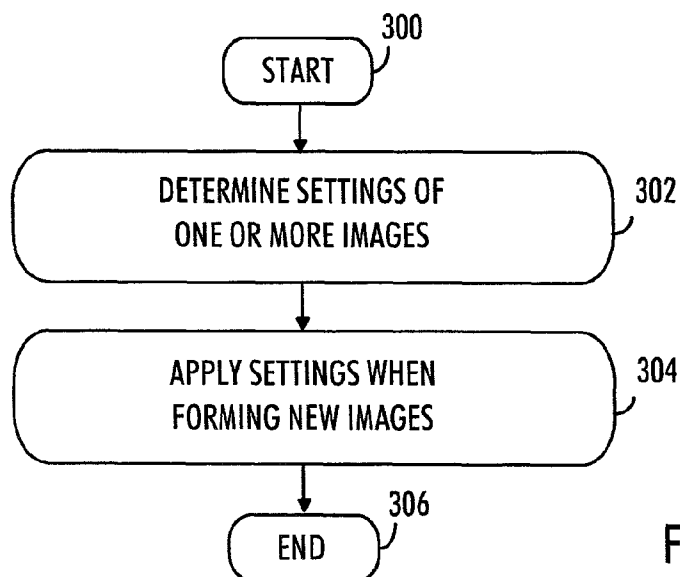 300
START
DETERMINE SETTINGS OF
ONE OR MORE IMAGES
302
APPLY SETTINGS WHEN
FORMING NEW IMAGES
304
306
END
F